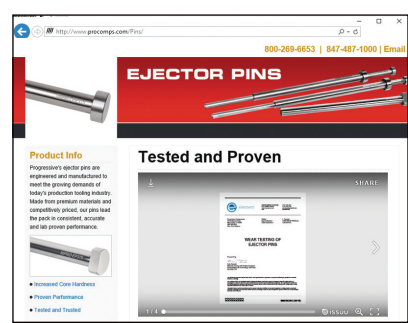 http://www.procomps.com/Pins/
800-269-6653 | 847-487-1000 | Email
EJECTOR PINS
Product Info
Progressive's ejector pins are
engineered and manufactured to
meet the growing demands of
today's production tooling industry.
Made from premium materials and
competitively priced, our pins lead
the pack in consistent, accurate
and lab proven performance.
Increased Core Hardness
Proven Performance
Tested and Trusted
Tested and Proven
SHARE
WEAR TESTING OF
EJECTOR PINS
1/4
issuu